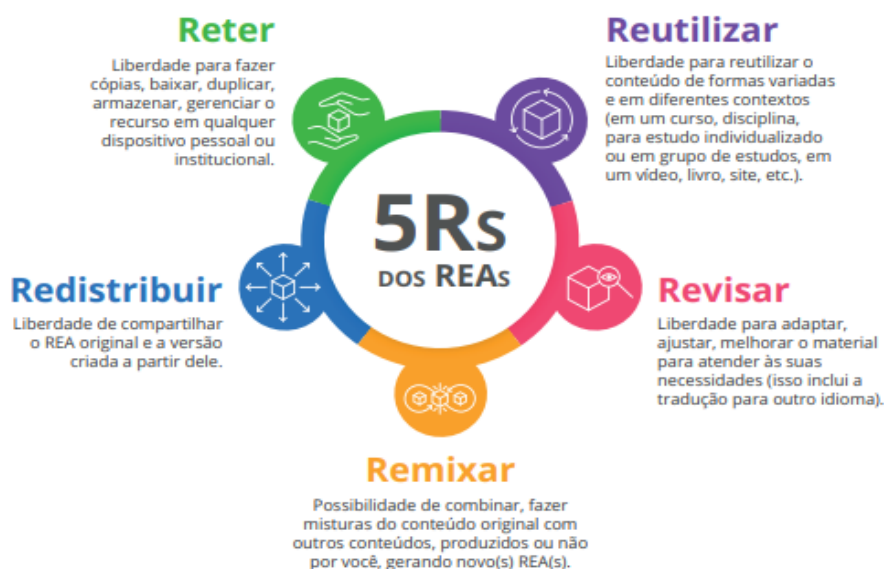 Reter
Liberdade para fazer
cópias, baixar, duplicar,
armazenar, gerenciar o
recurso em qualquer
dispositivo pessoal ou
institucional.
Reutilizar
Liberdade para reutilizar o
conteúdo de formas variadas
e em diferentes contextos
(em um curso, disciplina,
para estudo individualizado
ou em grupo de estudos, em
um vídeo, livro, site, etc.).
5Rs
DOS REAs
Redistribuir
Liberdade de compartilhar
o REA original e a versão
criada a partir dele.
Revisar
Liberdade para adaptar,
ajustar, melhorar o material
para atender às suas
necessidades (isso inclui a
tradução para outro idioma).
Remixar
Possibilidade de combinar, fazer
misturas do conteúdo original com
outros conteúdos, produzidos ou não
por você, gerando novo(s) REA(s).